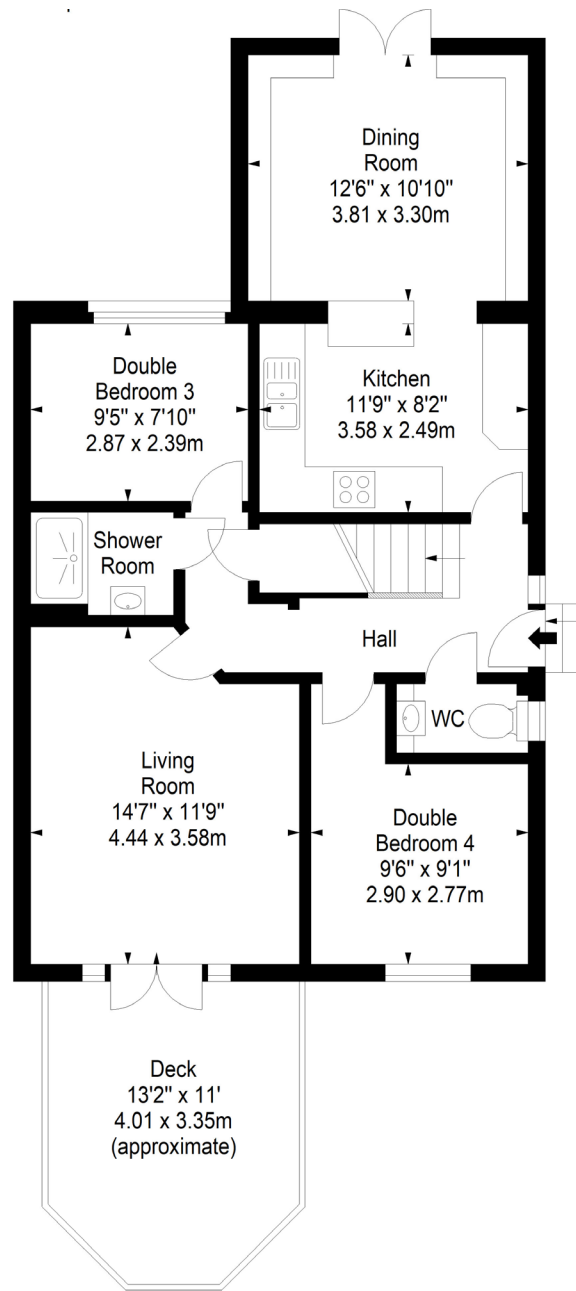 Dining
Room
12'6" x 10'10"
3.81 x 3.30m
Double
Bedroom 3
9'5" x 7'10"
2.87 x 2.39m
Kitchen
11'9" x 8'2"
3.58 x 2.49m
Shower
Room
Hall
WC
Living
Room
14'7" x 11'9"
4.44 x 3.58m
Double
Bedroom 4
9'6" x 9'1"
2.90 x 2.77m
Deck
13'2" x 11'
4.01 x 3.35m
(approximate)